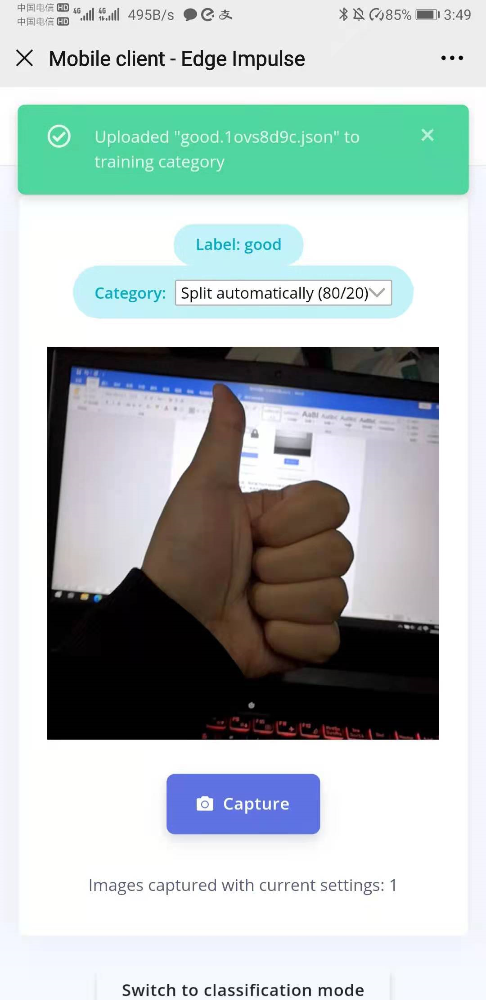 中国电信 HD 4G 4G 495B/s 85% 3:49
中国电信 HD
Mobile client - Edge Impulse
Uploaded "good.1ovs8d9c.json" to
training category
Label: good
Category: Split automatically (80/20)
AaBl
Capture
Images captured with current settings: 1
Switch to classification mode